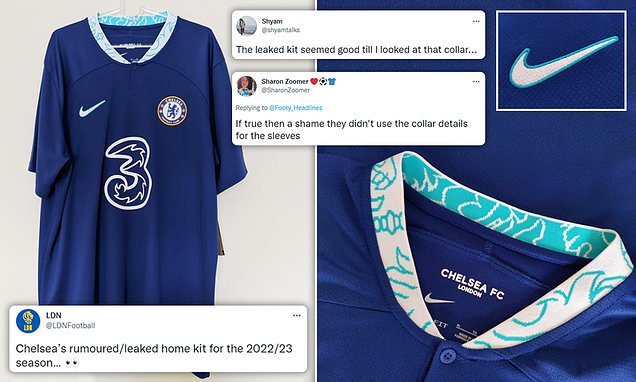 Shyam
@shyamtalks
The leaked kit seemed good till I looked at that collar...
Sharon Zoomer
@SharonZoomer
Replying to @Footy_Headlines
If true then a shame they didn't use the collar details
for the sleeves
3
CHELSEA FC
LONDON
LDN
@LDNFootball
Chelsea's rumoured/leaked home kit for the 2022/23
season...